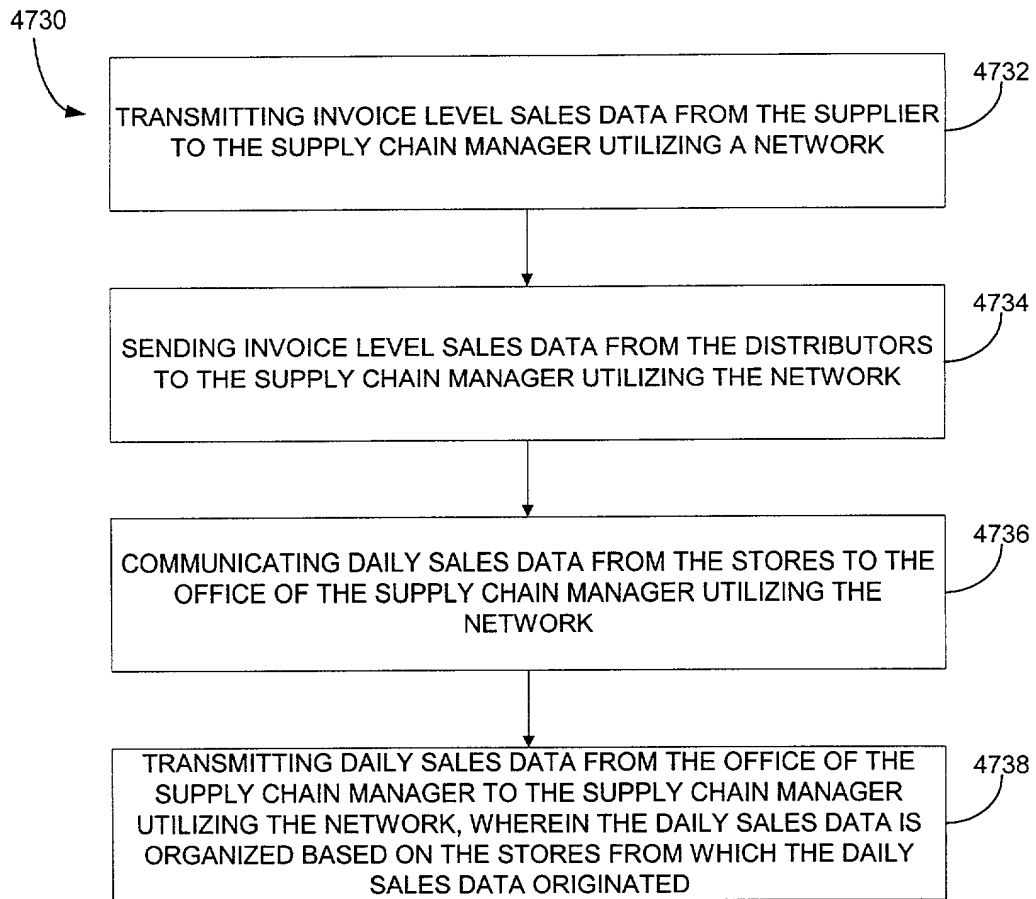 4730
4732
TRANSMITTING INVOICE LEVEL SALES DATA FROM THE SUPPLIER
TO THE SUPPLY CHAIN MANAGER UTILIZING A NETWORK
4734
SENDING INVOICE LEVEL SALES DATA FROM THE DISTRIBUTORS
TO THE SUPPLY CHAIN MANAGER UTILIZING THE NETWORK
4736
COMMUNICATING DAILY SALES DATA FROM THE STORES TO THE
OFFICE OF THE SUPPLY CHAIN MANAGER UTILIZING THE
NETWORK
4738
TRANSMITTING DAILY SALES DATA FROM THE OFFICE OF THE
SUPPLY CHAIN MANAGER TO THE SUPPLY CHAIN MANAGER
UTILIZING THE NETWORK, WHEREIN THE DAILY SALES DATA IS
ORGANIZED BASED ON THE STORES FROM WHICH THE DAILY
SALES DATA ORIGINATED